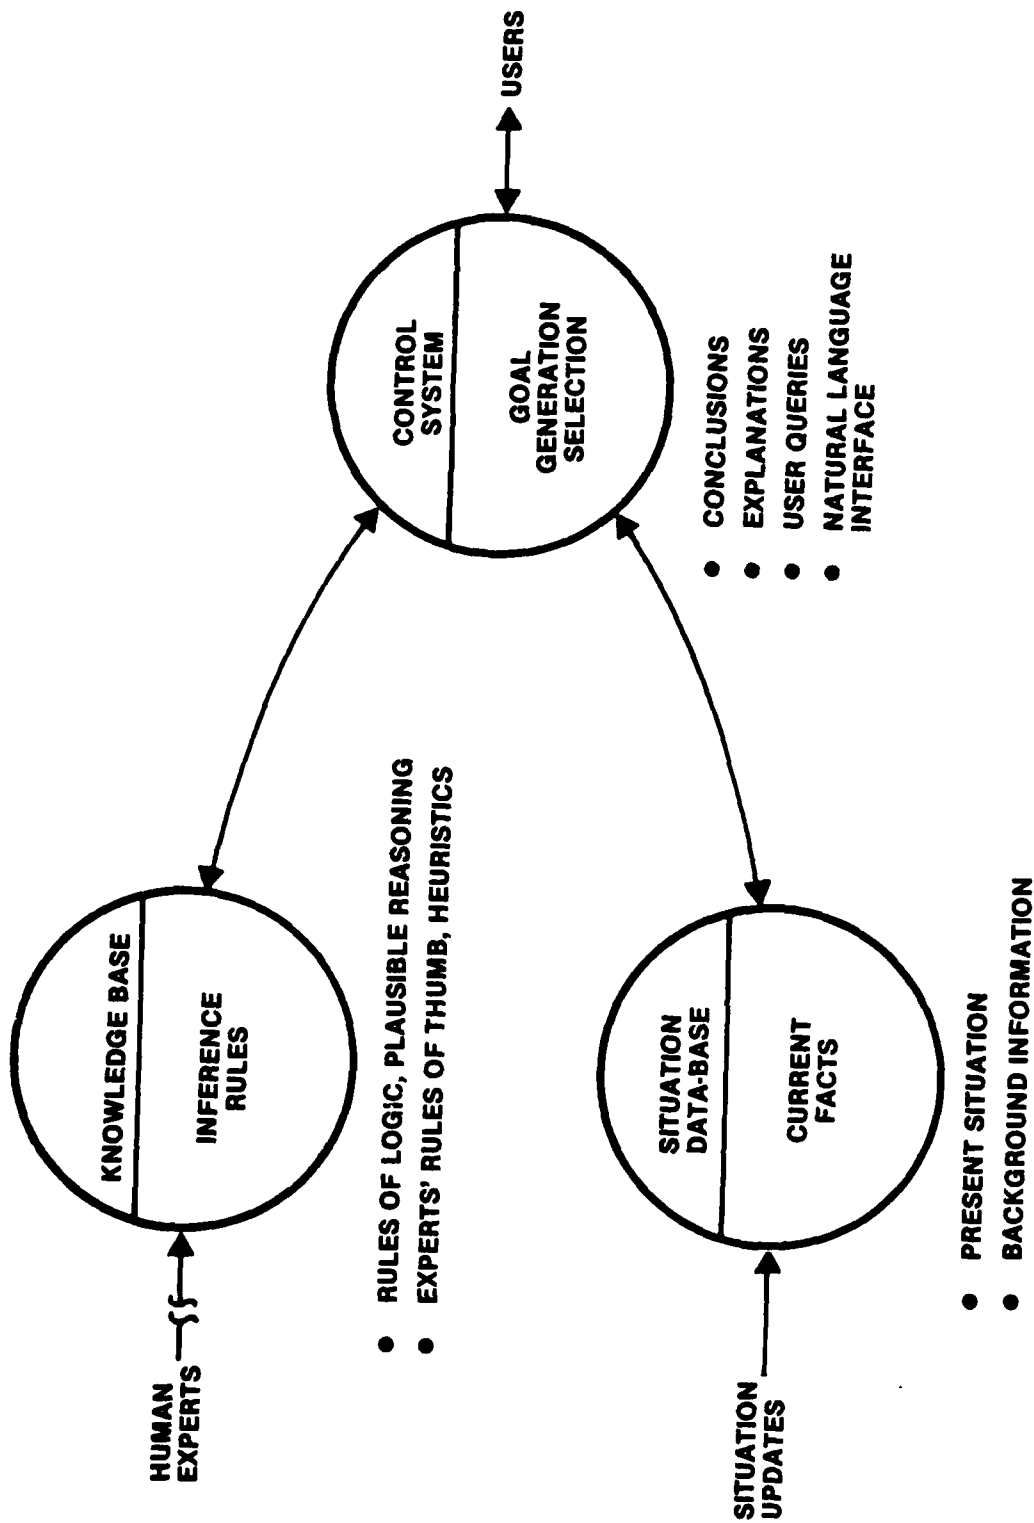 HUMAN
EXPERTS
KNOWLEDGE BASE
INFERENCE
RULES
● RULES OF LOGIC, PLAUSIBLE REASONING
● EXPERTS' RULES OF THUMB, HEURISTICS
SITUATION
UPDATES
SITUATION
DATA-BASE
CURRENT
FACTS
● PRESENT SITUATION
● BACKGROUND INFORMATION
CONTROL
SYSTEM
GOAL
GENERATION
SELECTION
USERS
● CONCLUSIONS
● EXPLANATIONS
● USER QUERIES
● NATURAL LANGUAGE
INTERFACE